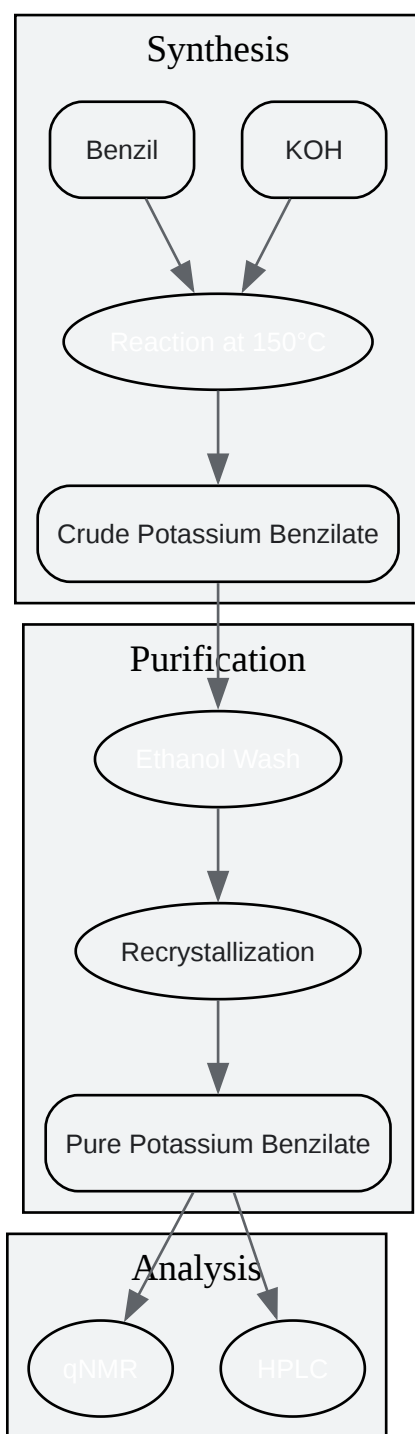 Synthesis
Benzil
KOH
Reaction at 150°C
Crude Potassium Benzilate
Purification
Ethanol Wash
Recrystallization
Pure Potassium Benzilate
Analysis
qNMR
HPLC